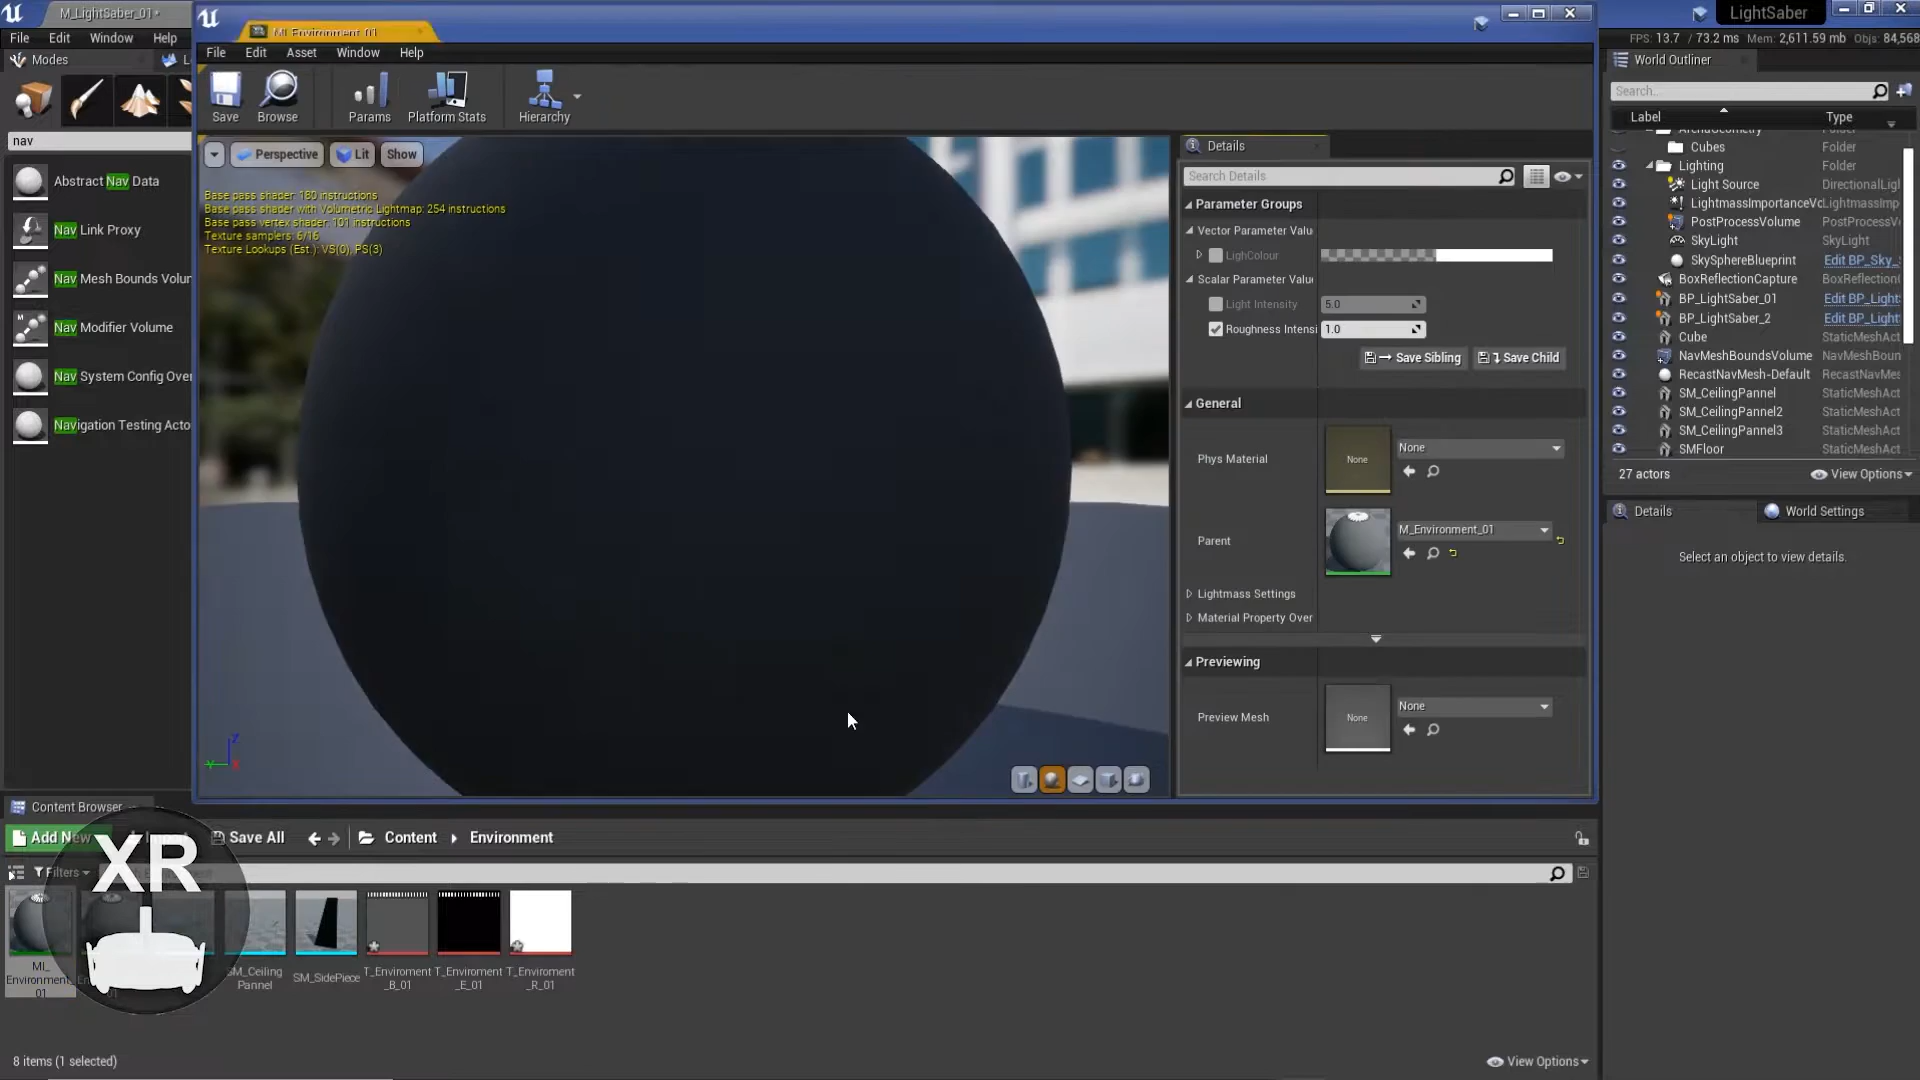 M_LightSaber_01*
File Edit Window Help
Modes
nav
Abstract Nav Data
Nav Link Proxy
Nav Mesh Bounds Volun
Nav Modifier Volume
Nav System Config Over
Navigation Testing Acto
MI_Environment_01
File Edit Asset Window Help
Save Browse Params Platform Stats Hierarchy
Perspective Lit Show
Base pass shader: 180 instructions
Base pass shader with Volumetric Lightmap: 254 instructions
Base pass vertex shader: 101 instructions
Texture samplers: 6/16
Texture Lookups (Est.): VS(0), PS(3)
Details
Search Details
Parameter Groups
Vector Parameter Valu
LighColour
Scalar Parameter Valu
Light Intensity 5.0
Roughness Intensi 1.0
Save Sibling Save Child
General
Phys Material None None
Parent M_Environment_01
Lightmass Settings
Material Property Over
Previewing
Preview Mesh None None
LightSaber
FPS: 13.7 / 73.2 ms Mem: 2,611.59 mb Objs: 84,568
World Outliner
Search...
Label Type
ArenaGeometry Folder
Cubes Folder
Lighting Folder
Light Source DirectionalLigh
LightmassImportanceVo LightmassImp
PostProcessVolume PostProcessV
SkyLight SkyLight
SkySphereBlueprint Edit BP_Sky_
BoxReflectionCapture BoxReflection
BP_LightSaber_01 Edit BP_Light
BP_LightSaber_2 Edit BP_Light
Cube StaticMeshAct
NavMeshBoundsVolume NavMeshBoun
RecastNavMesh-Default RecastNavMes
SM_CeilingPannel StaticMeshAct
SM_CeilingPannel2 StaticMeshAct
SM_CeilingPannel3 StaticMeshAct
SMFloor StaticMeshAct
27 actors View Options
Details World Settings
Select an object to view details.
Content Browser
Add New Save All Content Environment
XR
Filters
MI_
Environment_
01
SM_Ceiling
Pannel
SM_SidePiece
T_Enviroment
_B_01
T_Enviroment
_E_01
T_Enviroment
_R_01
8 items (1 selected) View Options